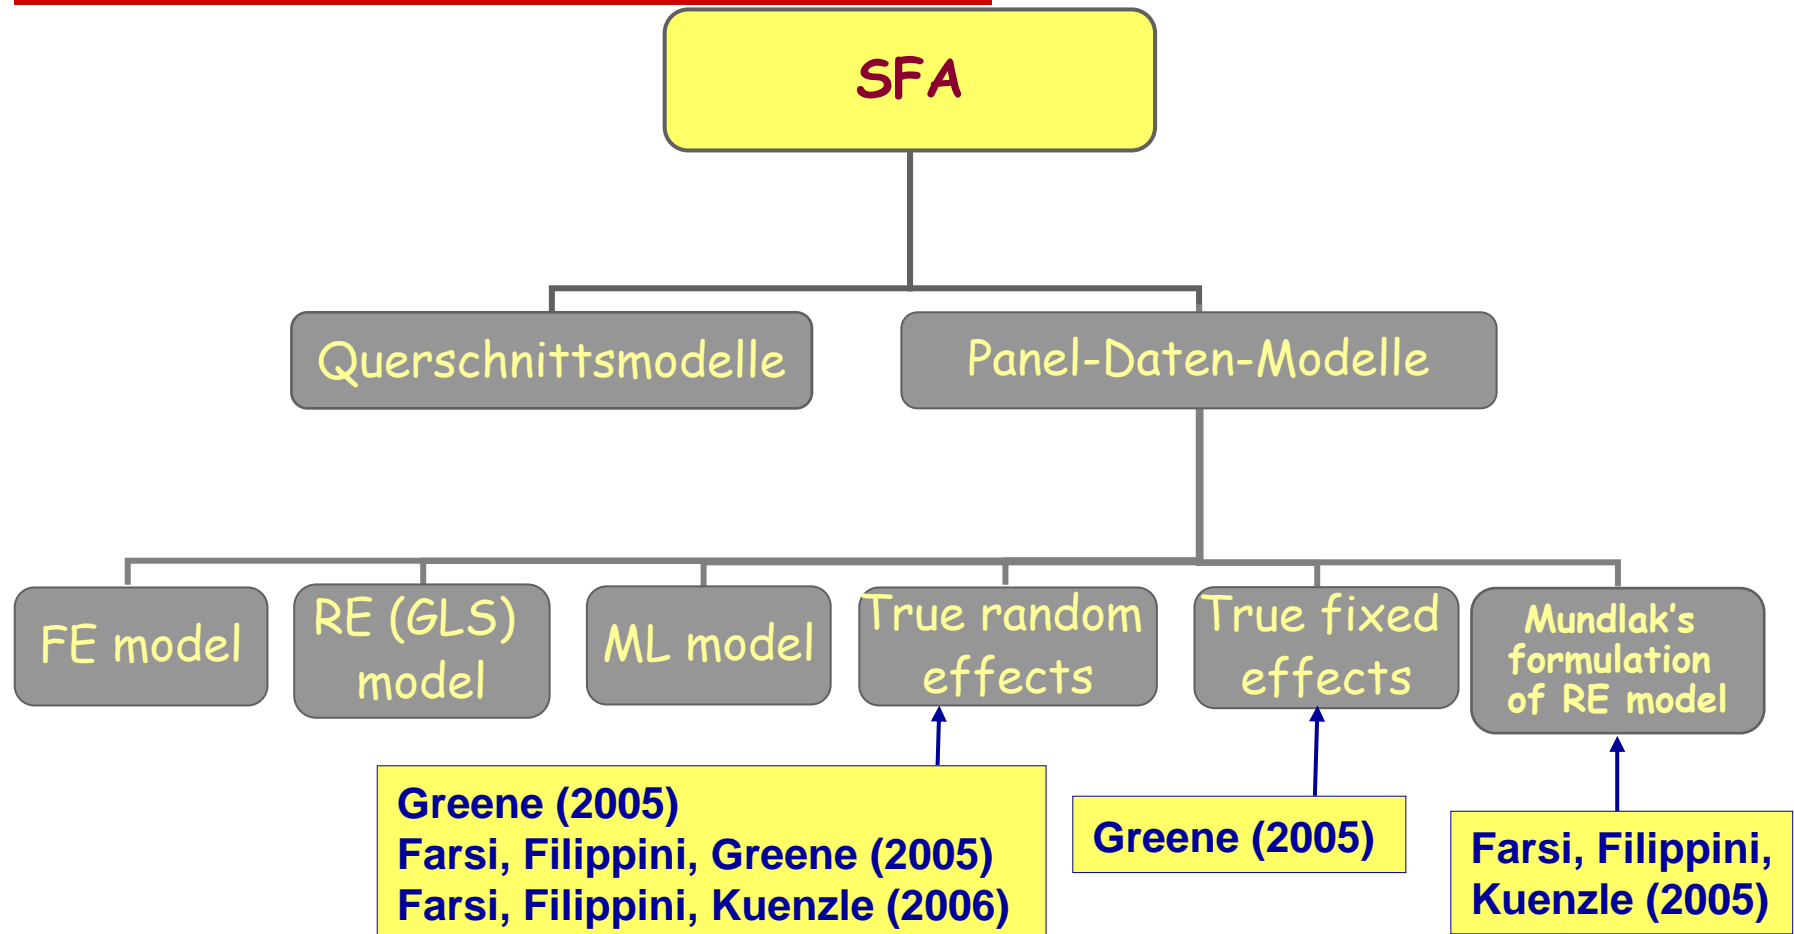 SFA
Querschnittsmodelle
Panel-Daten-Modelle
FE model
RE (GLS)
model
ML model
True random
effects
True fixed
effects
Mundlak's
formulation
of RE model
Greene (2005)
Farsi, Filippini, Greene (2005)
Farsi, Filippini, Kuenzle (2006)
Greene (2005)
Farsi, Filippini,
Kuenzle (2005)